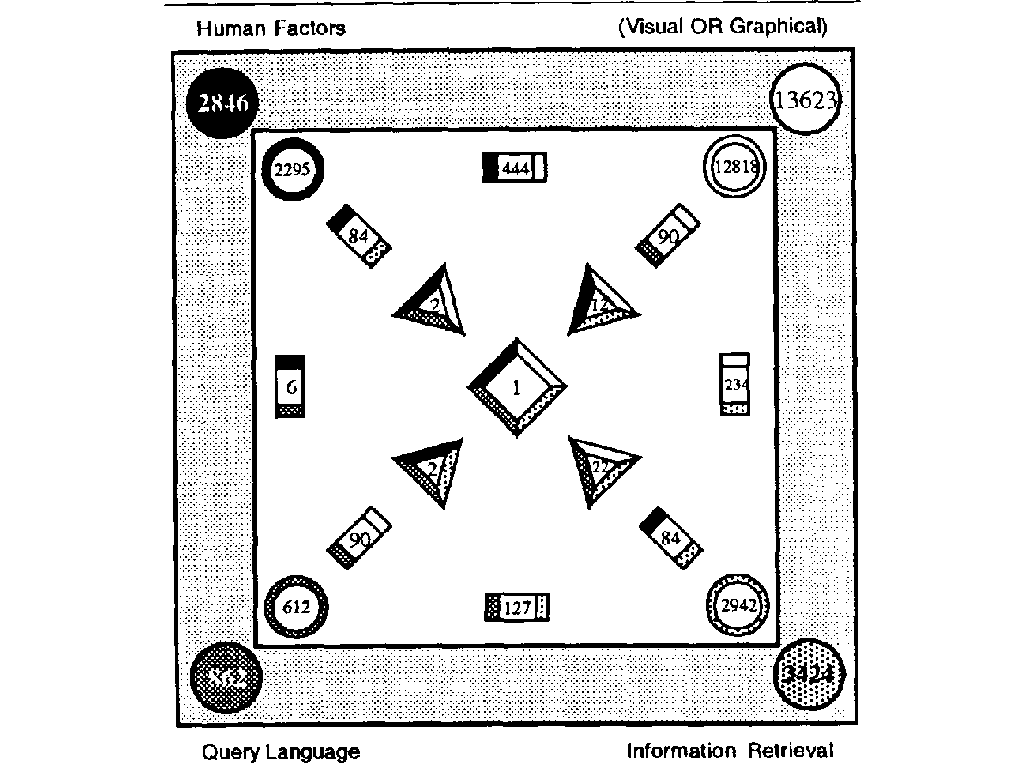 Human Factors (Visual OR Graphical)
2846 13623
2295 444 12818
84 90
2 12
6 1 234
2 22
90 84
612 127 2942
862 3424
Query Language Information Retrieval